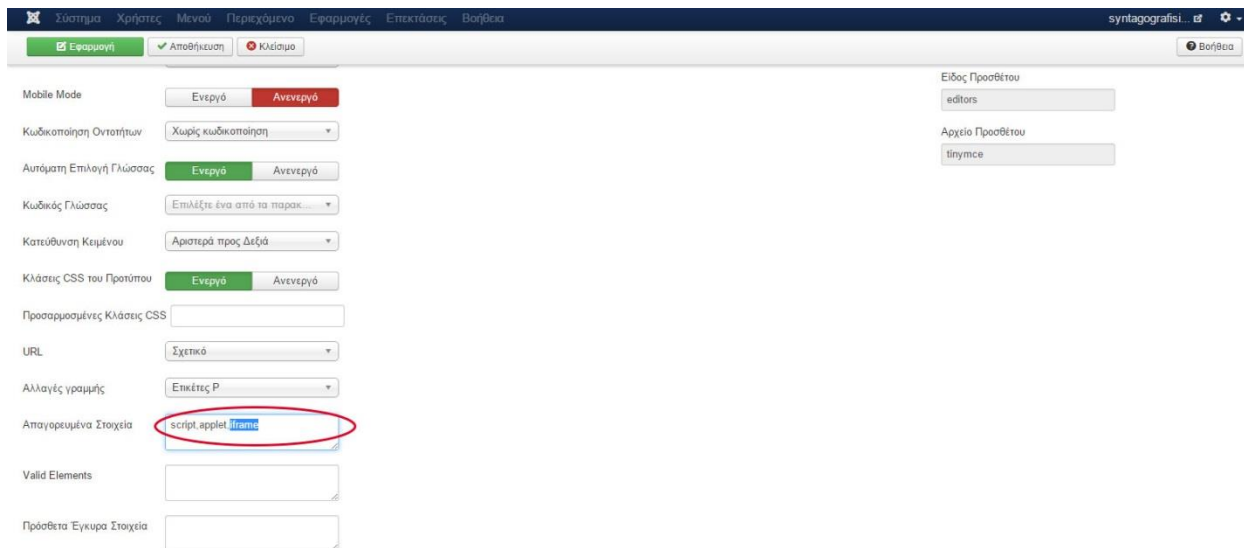 Σύστημα Χρήστες Μενού Περιεχόμενο Εφαρμογές Επεκτάσεις Βοήθεια syntagografisi...
Εφαρμογή Αποθήκευση Κλείσιμο Βοήθεια
Είδος Προσθέτου
Mobile Mode Ενεργό Ανενεργό editors
Κωδικοποίηση Οντοτήτων Χωρίς κωδικοποίηση Αρχείο Προσθέτου
tinymce
Αυτόματη Επιλογή Γλώσσας Ενεργό Ανενεργό
Κωδικός Γλώσσας Επιλέξτε ένα από τα παρακ...
Κατεύθυνση Κειμένου Αριστερά προς Δεξιά
Κλάσεις CSS του Προτύπου Ενεργό Ανενεργό
Προσαρμοσμένες Κλάσεις CSS
URL Σχετικό
Αλλαγές γραμμής Ετικέτες P
Απαγορευμένα Στοιχεία script,applet,iframe
Valid Elements
Πρόσθετα Έγκυρα Στοιχεία